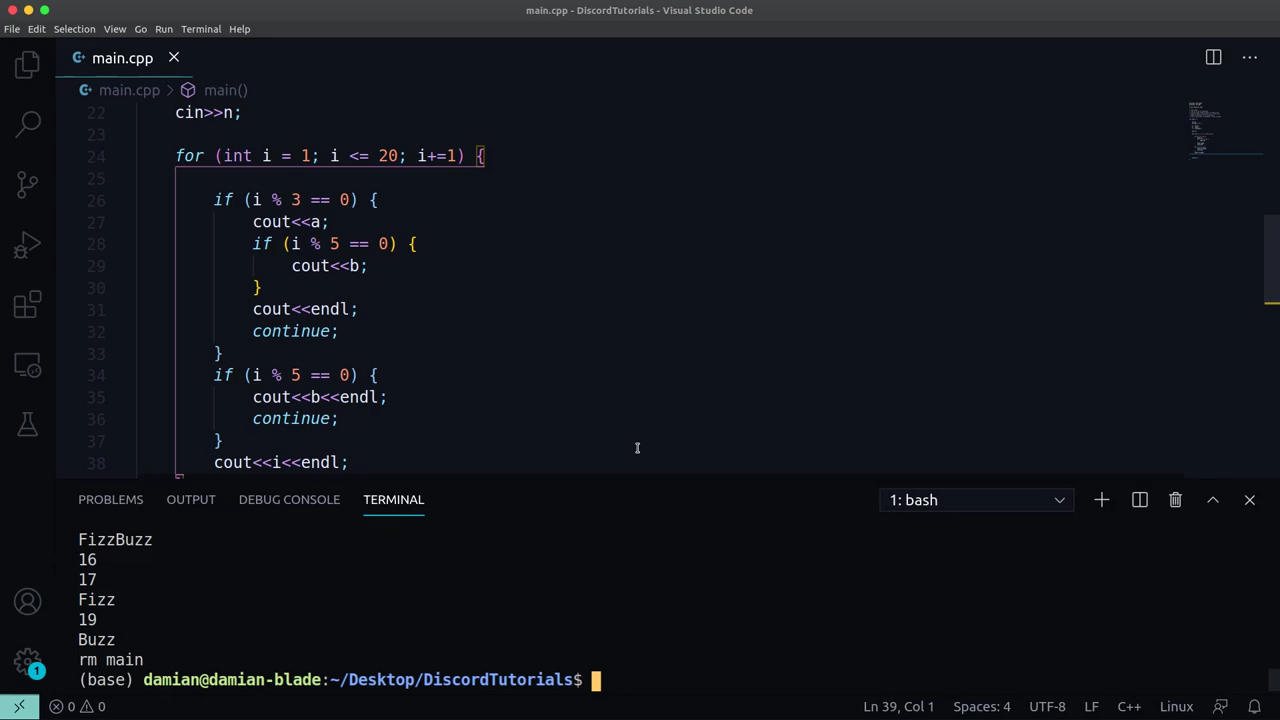 main.cpp - DiscordTutorials - Visual Studio Code
File Edit Selection View Go Run Terminal Help
main.cpp
main.cpp > main()
22 cin>>n;
23
24 for (int i = 1; i <= 20; i+=1) {
25
26 if (i % 3 == 0) {
27 cout<<a;
28 if (i % 5 == 0) {
29 cout<<b;
30 }
31 cout<<endl;
32 continue;
33 }
34 if (i % 5 == 0) {
35 cout<<b<<endl;
36 continue;
37 }
38 cout<<i<<endl;
PROBLEMS OUTPUT DEBUG CONSOLE TERMINAL 1: bash
FizzBuzz
16
17
Fizz
19
Buzz
rm main
(base) damian@damian-blade:~/Desktop/DiscordTutorials$
1
0 0 Ln 39, Col 1 Spaces: 4 UTF-8 LF C++ Linux